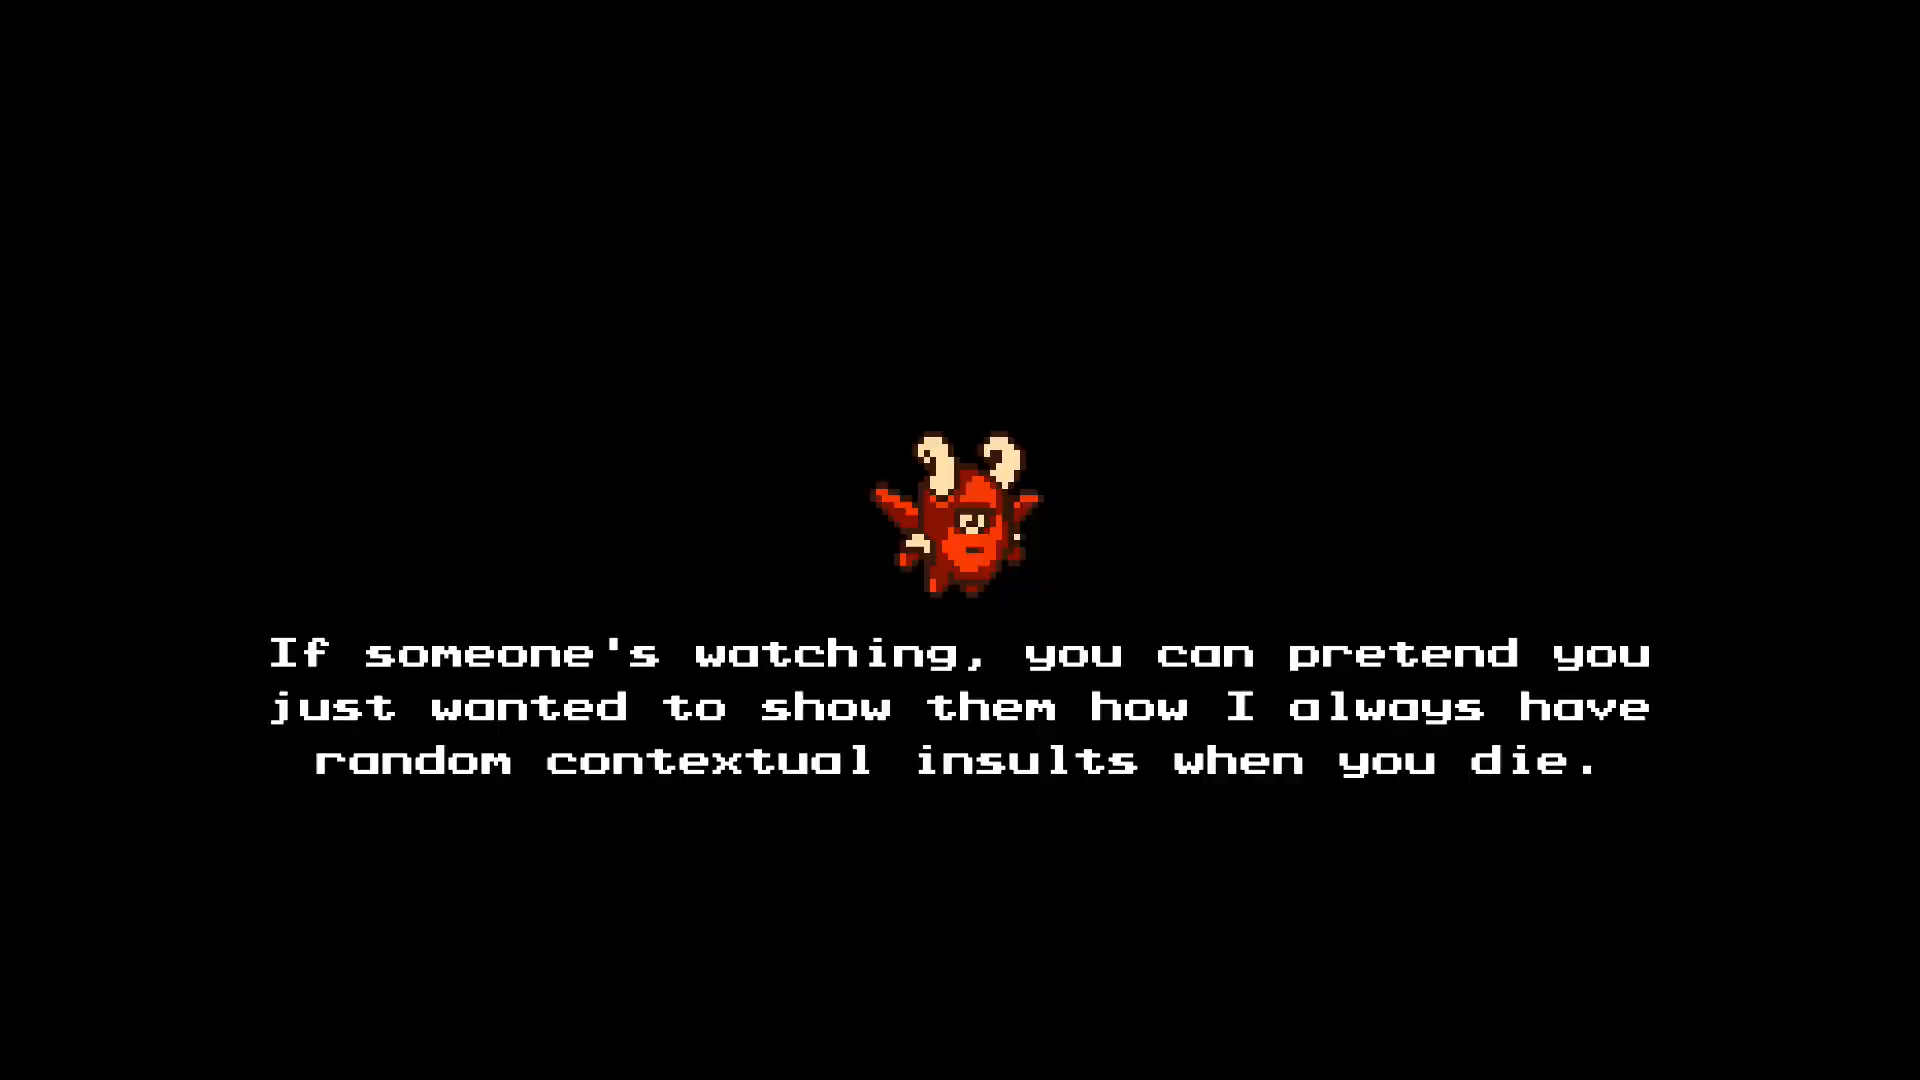 If someone's watching, you can pretend you
just wanted to show them how I always have
random contextual insults when you die.